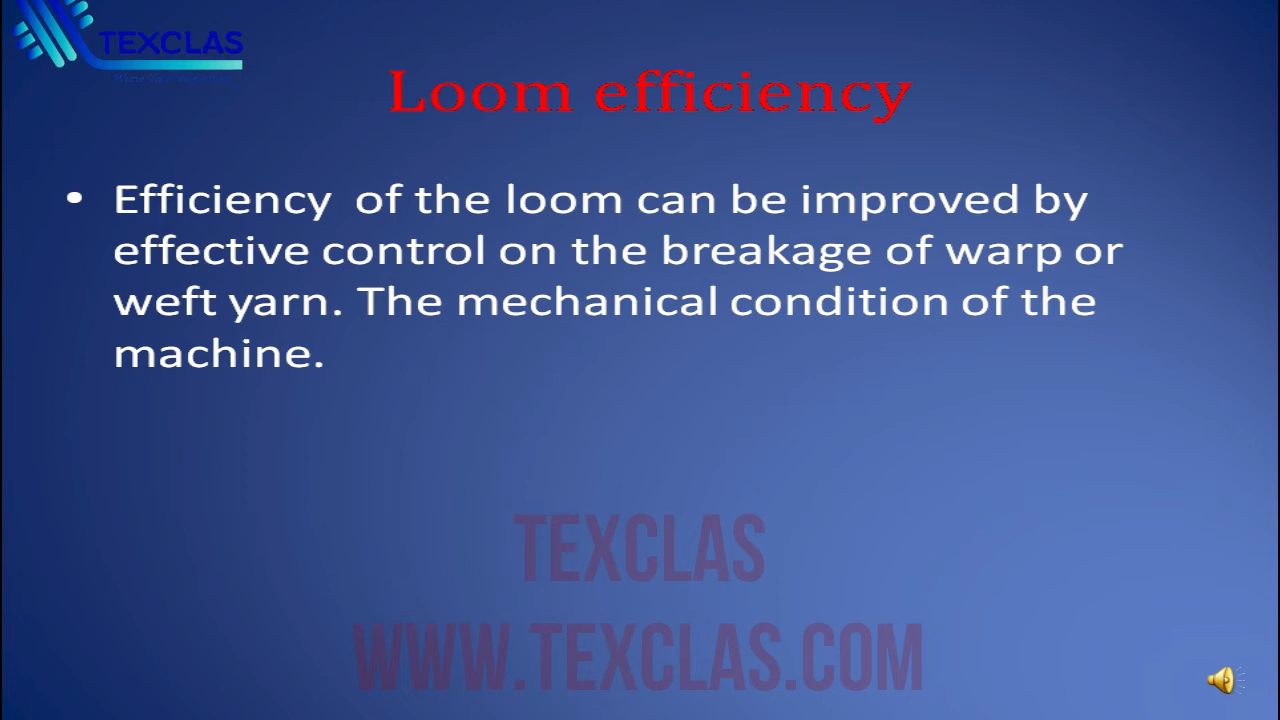 TEXCLAS
Loom efficiency
• Efficiency of the loom can be improved by
effective control on the breakage of warp or
weft yarn. The mechanical condition of the
machine.
TEXCLAS
WWW.TEXCLAS.COM